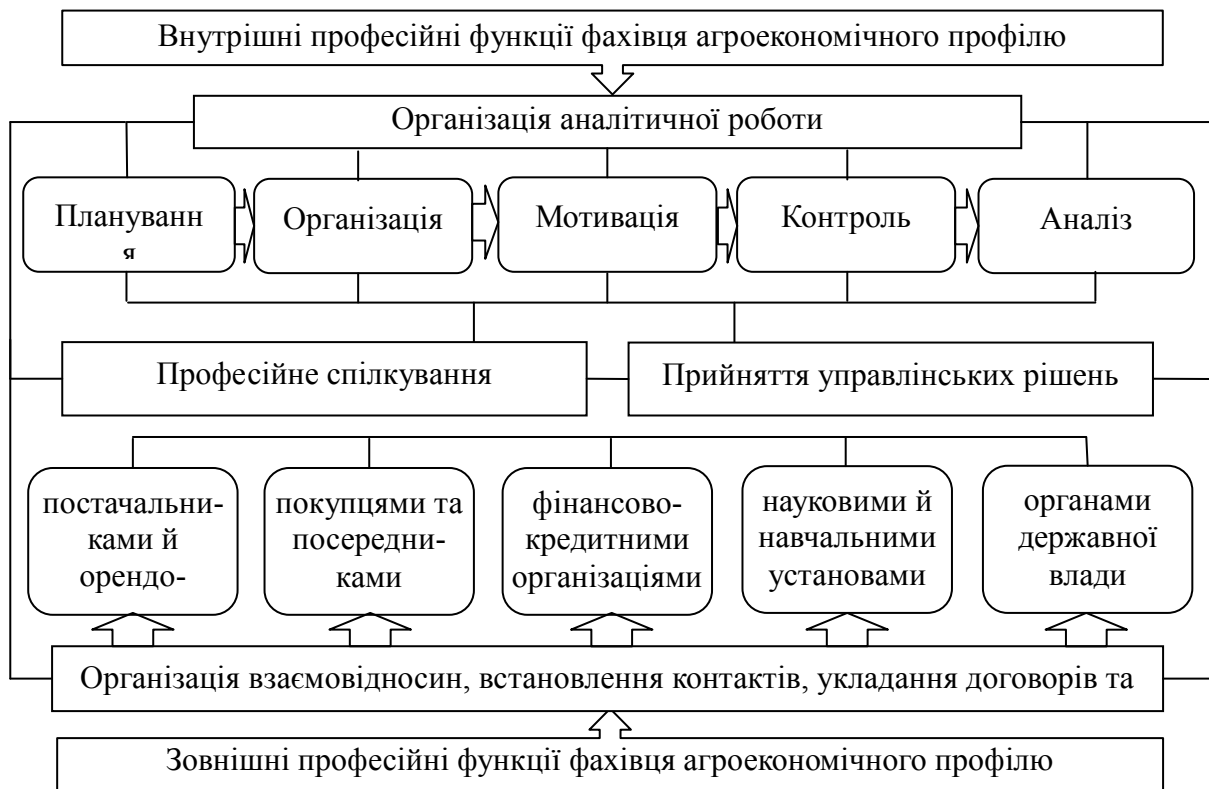 Внутрішні професійні функції фахівця агроекономічного профілю
Організація аналітичної роботи
Плануванн
я
Організація
Мотивація
Контроль
Аналіз
Професійне спілкування
Прийняття управлінських рішень
постачальни-
ками й
орендо-
покупцями та
посередни-
ками
фінансово-
кредитними
організаціями
науковими й
навчальними
установами
органами
державної
влади
Організація взаємовідносин, встановлення контактів, укладання договорів та
Зовнішні професійні функції фахівця агроекономічного профілю